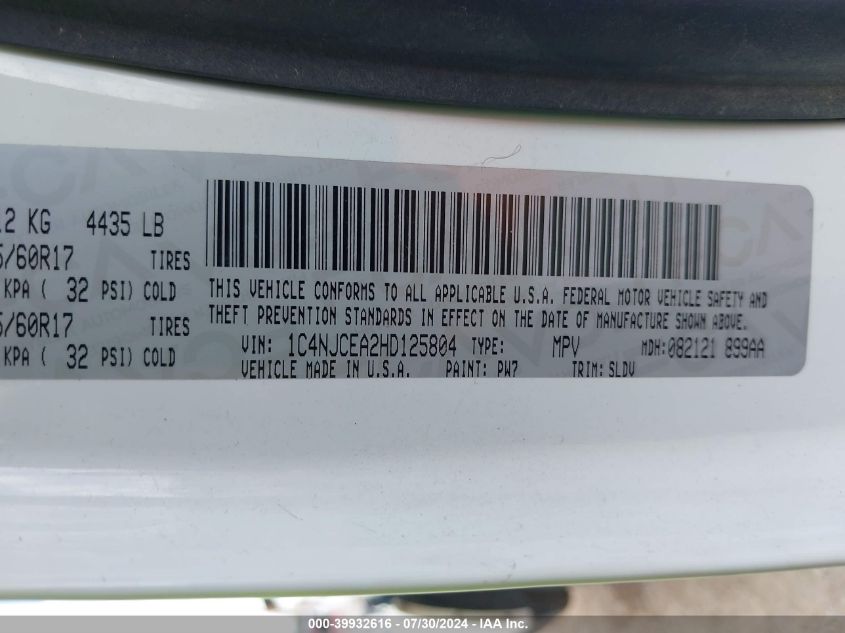 KG 4435 LB
/60R17 TIRES
KPA ( 32 PSI) COLD
/60R17 TIRES
KPA ( 32 PSI) COLD
THIS VEHICLE CONFORMS TO ALL APPLICABLE U.S.A. FEDERAL MOTOR VEHICLE SAFETY AND
THEFT PREVENTION STANDARDS IN EFFECT ON THE DATE OF MANUFACTURE SHOWN ABOVE.
VIN: 1C4NJCEA2HD125804 TYPE: MPV MDH:082121 899AA
VEHICLE MADE IN U.S.A. PAINT: PW7 TRIM: SLDV
000-39932616 - 07/30/2024 - IAA Inc.